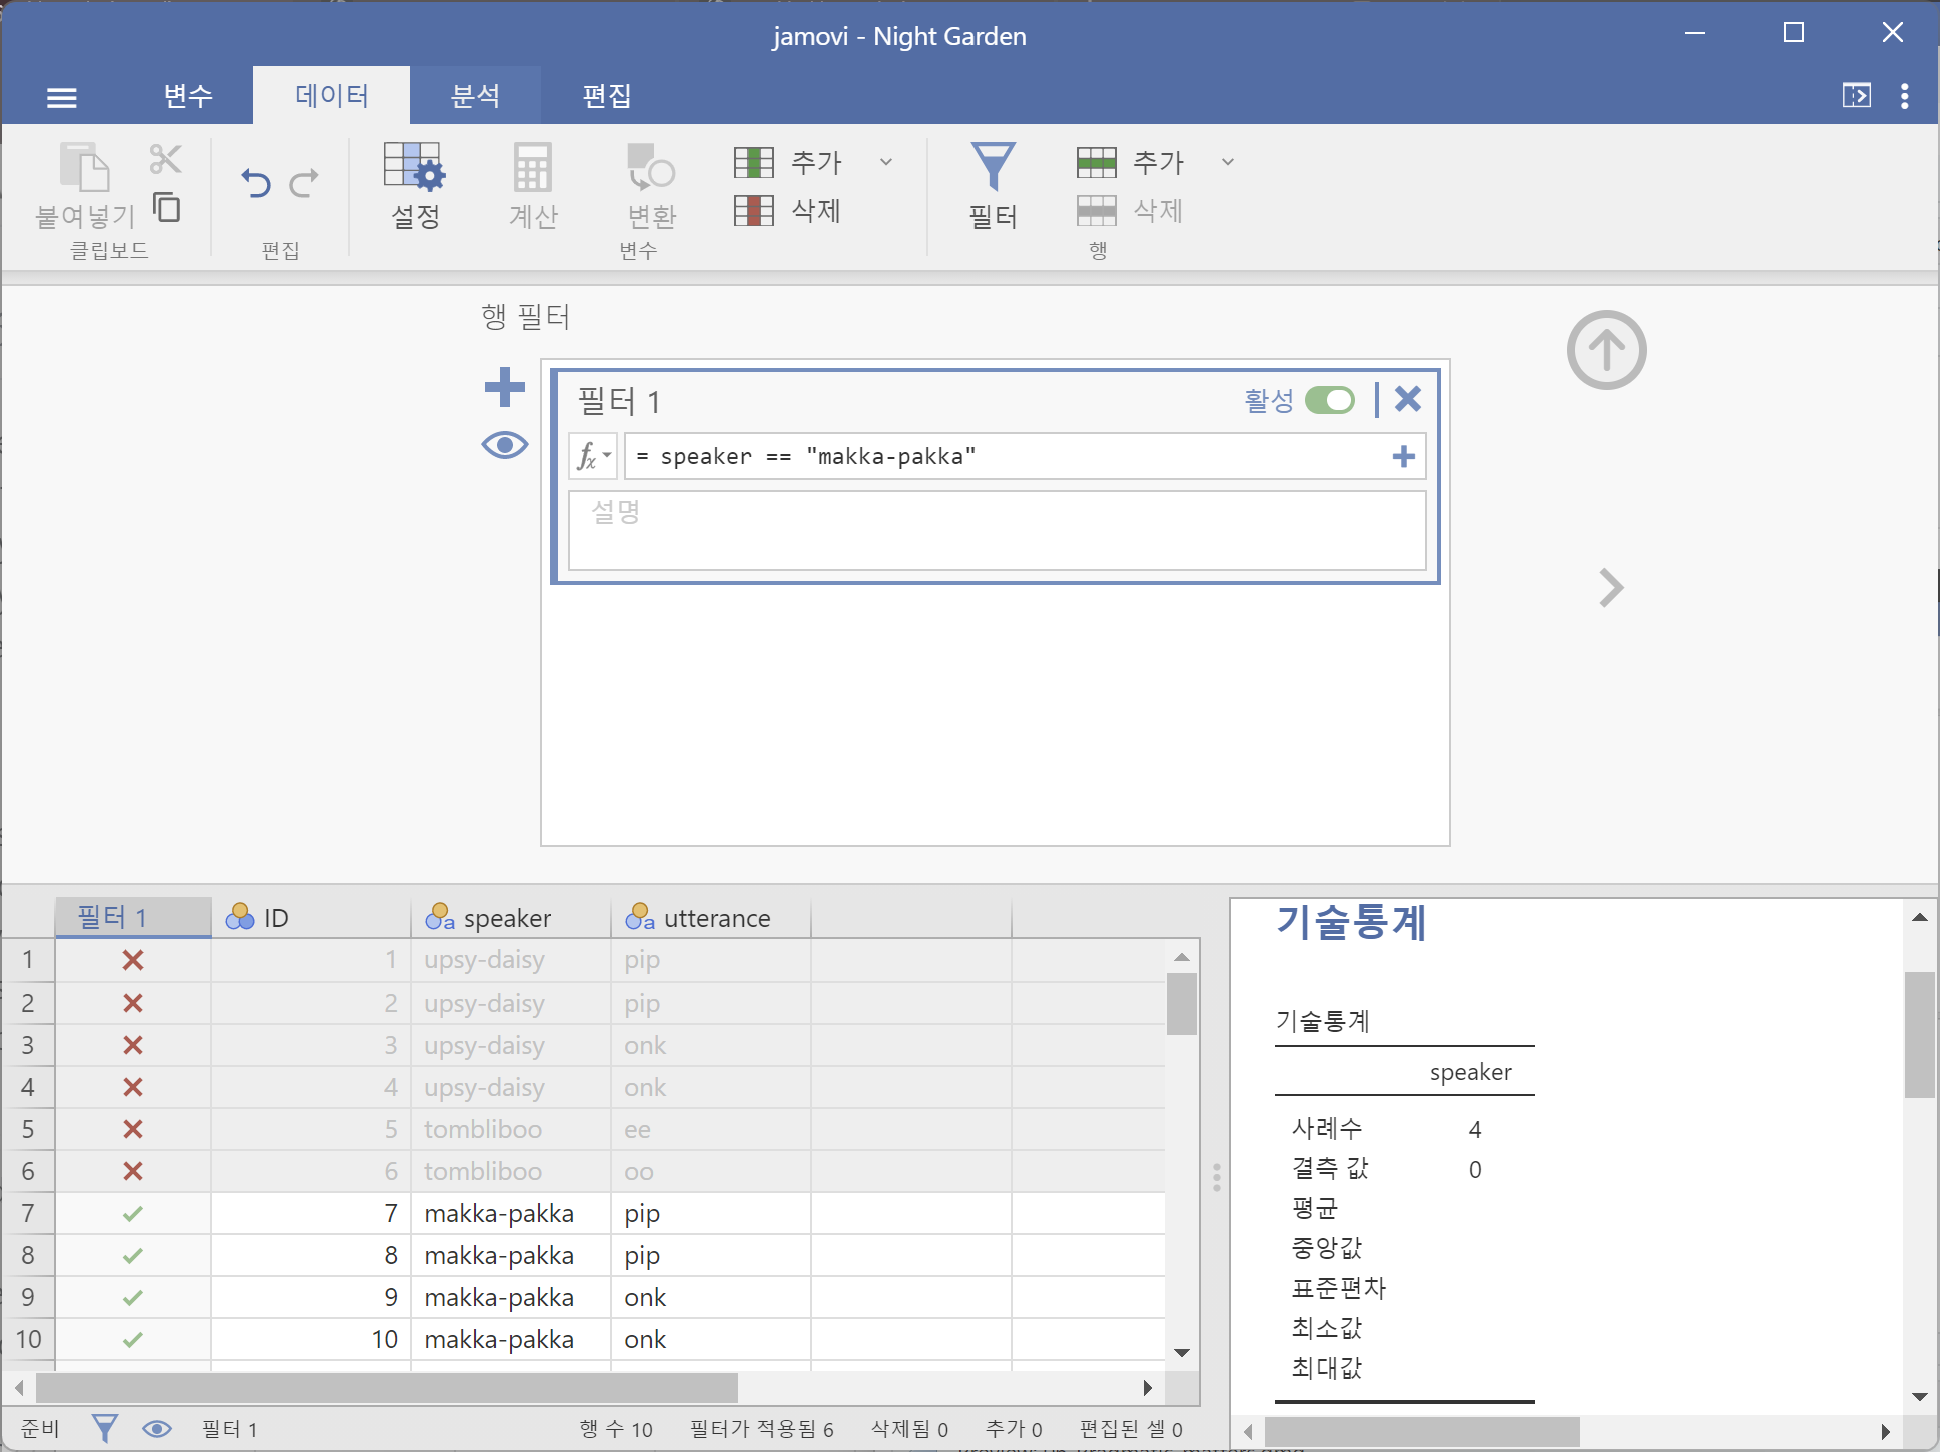 jamovi - Night Garden
변수 데이터 분석 편집
붙여넣기
클립보드
편집
설정 계산 변환
추가
삭제
변수
필터
추가
삭제
행
행 필터
필터 1 활성
fx = speaker == "makka-pakka"
설명
필터 1 ID speaker utterance
1 1 upsy-daisy pip
2 2 upsy-daisy pip
3 3 upsy-daisy onk
4 4 upsy-daisy onk
5 5 tombliboo ee
6 6 tombliboo oo
7 7 makka-pakka pip
8 8 makka-pakka pip
9 9 makka-pakka onk
10 10 makka-pakka onk
기술통계
기술통계
speaker
사례수 4
결측 값 0
평균
중앙값
표준편차
최소값
최대값
준비 필터 1 행 수 10 필터가 적용됨 6 삭제됨 0 추가 0 편집된 셀 0